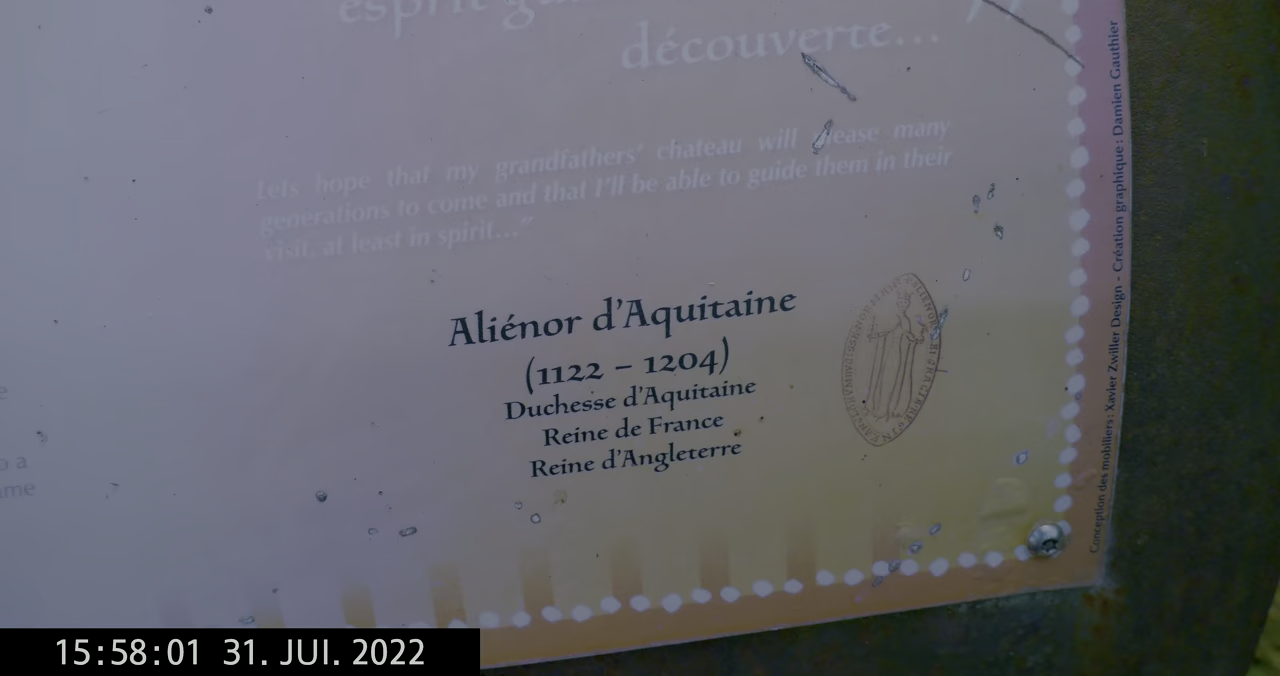 esprit
découverte...
Lets hope that my grandfathers' chateau will please many
generations to come and that I'll be able to guide them in their
visit, at least in spirit..."
Aliénor d'Aquitaine
(1122 – 1204)
Duchesse d'Aquitaine
Reine de France
Reine d'Angleterre
Conception des mobiliers : Xavier Zwiller Design - Création graphique : Damien Gauthier
15:58:01 31. JUI. 2022